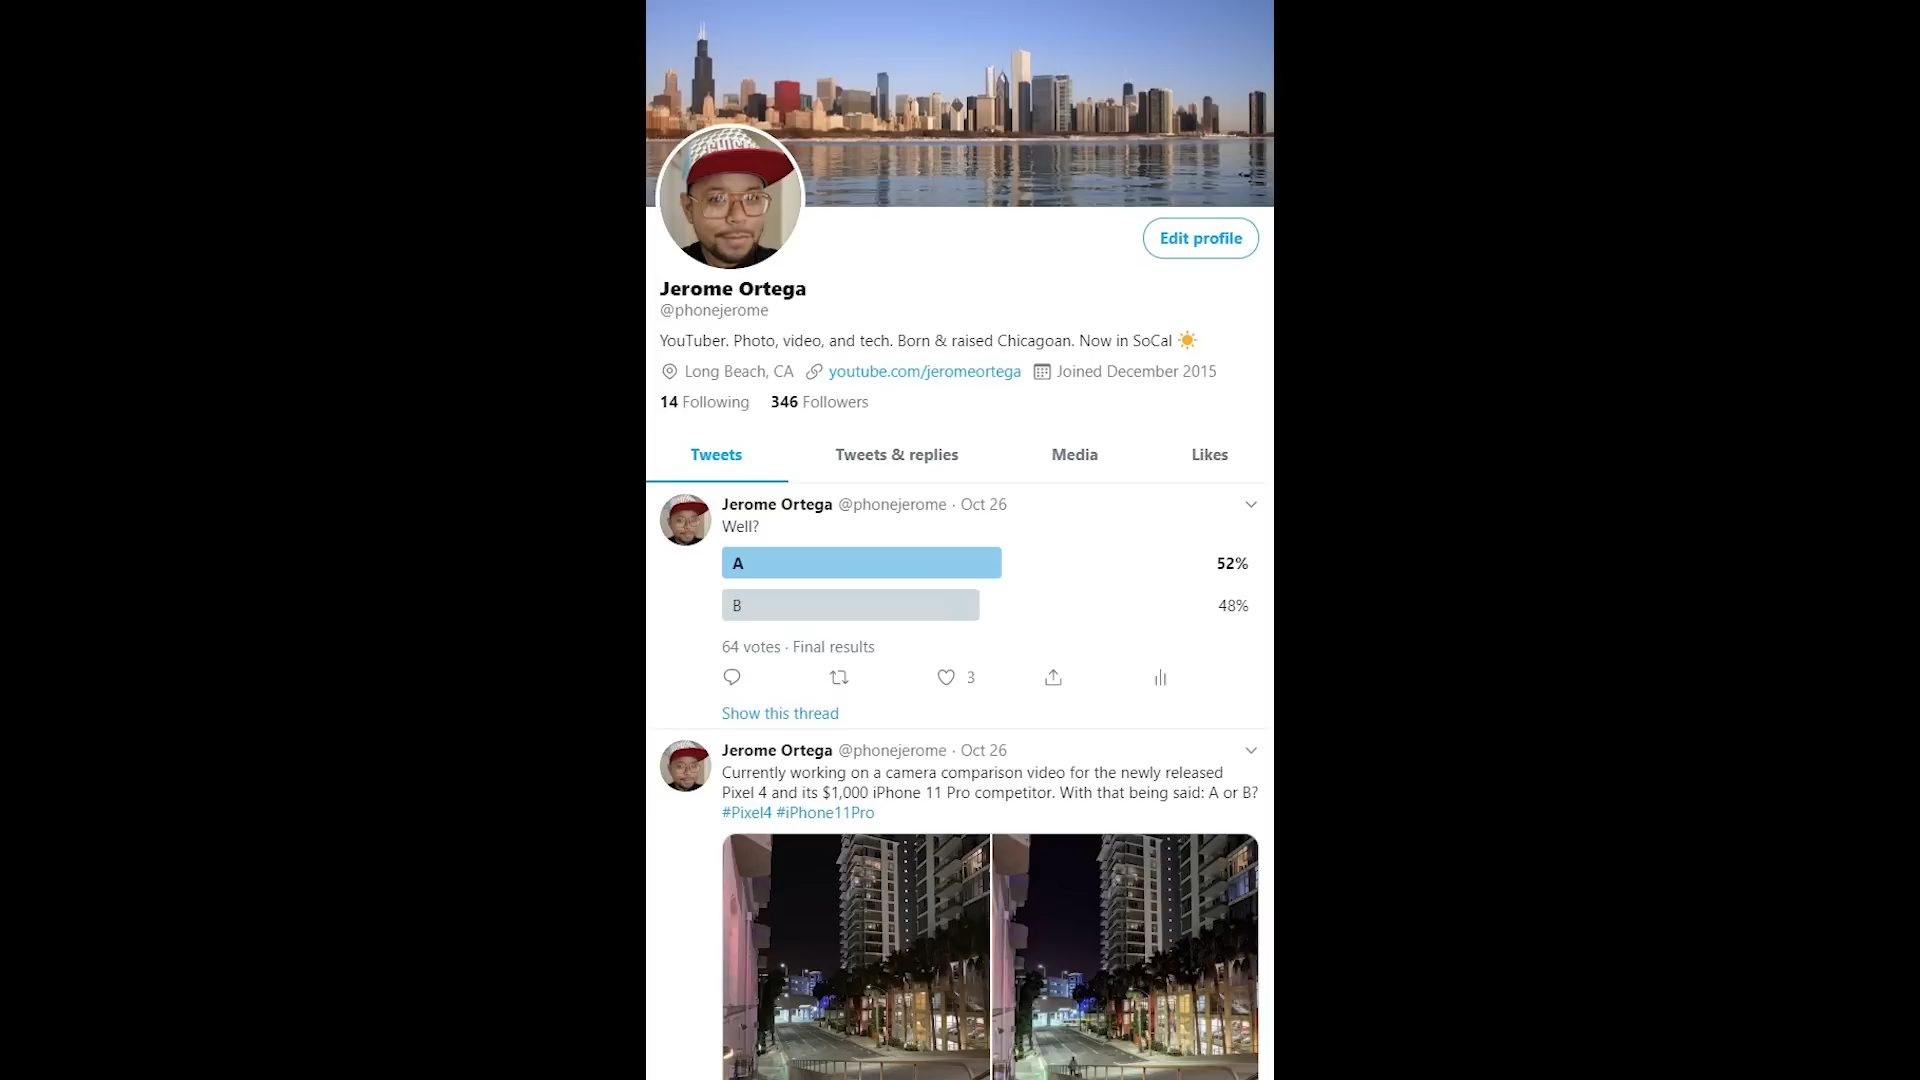 CHICA
Edit profile
Jerome Ortega
@phonejerome
YouTuber. Photo, video, and tech. Born & raised Chicagoan. Now in SoCal ☀️
Long Beach, CA youtube.com/jeromeortega Joined December 2015
14 Following 346 Followers
Tweets Tweets & replies Media Likes
Jerome Ortega @phonejerome · Oct 26
Well?
A 52%
B 48%
64 votes · Final results
3
Show this thread
Jerome Ortega @phonejerome · Oct 26
Currently working on a camera comparison video for the newly released
Pixel 4 and its $1,000 iPhone 11 Pro competitor. With that being said: A or B?
#Pixel4 #iPhone11Pro